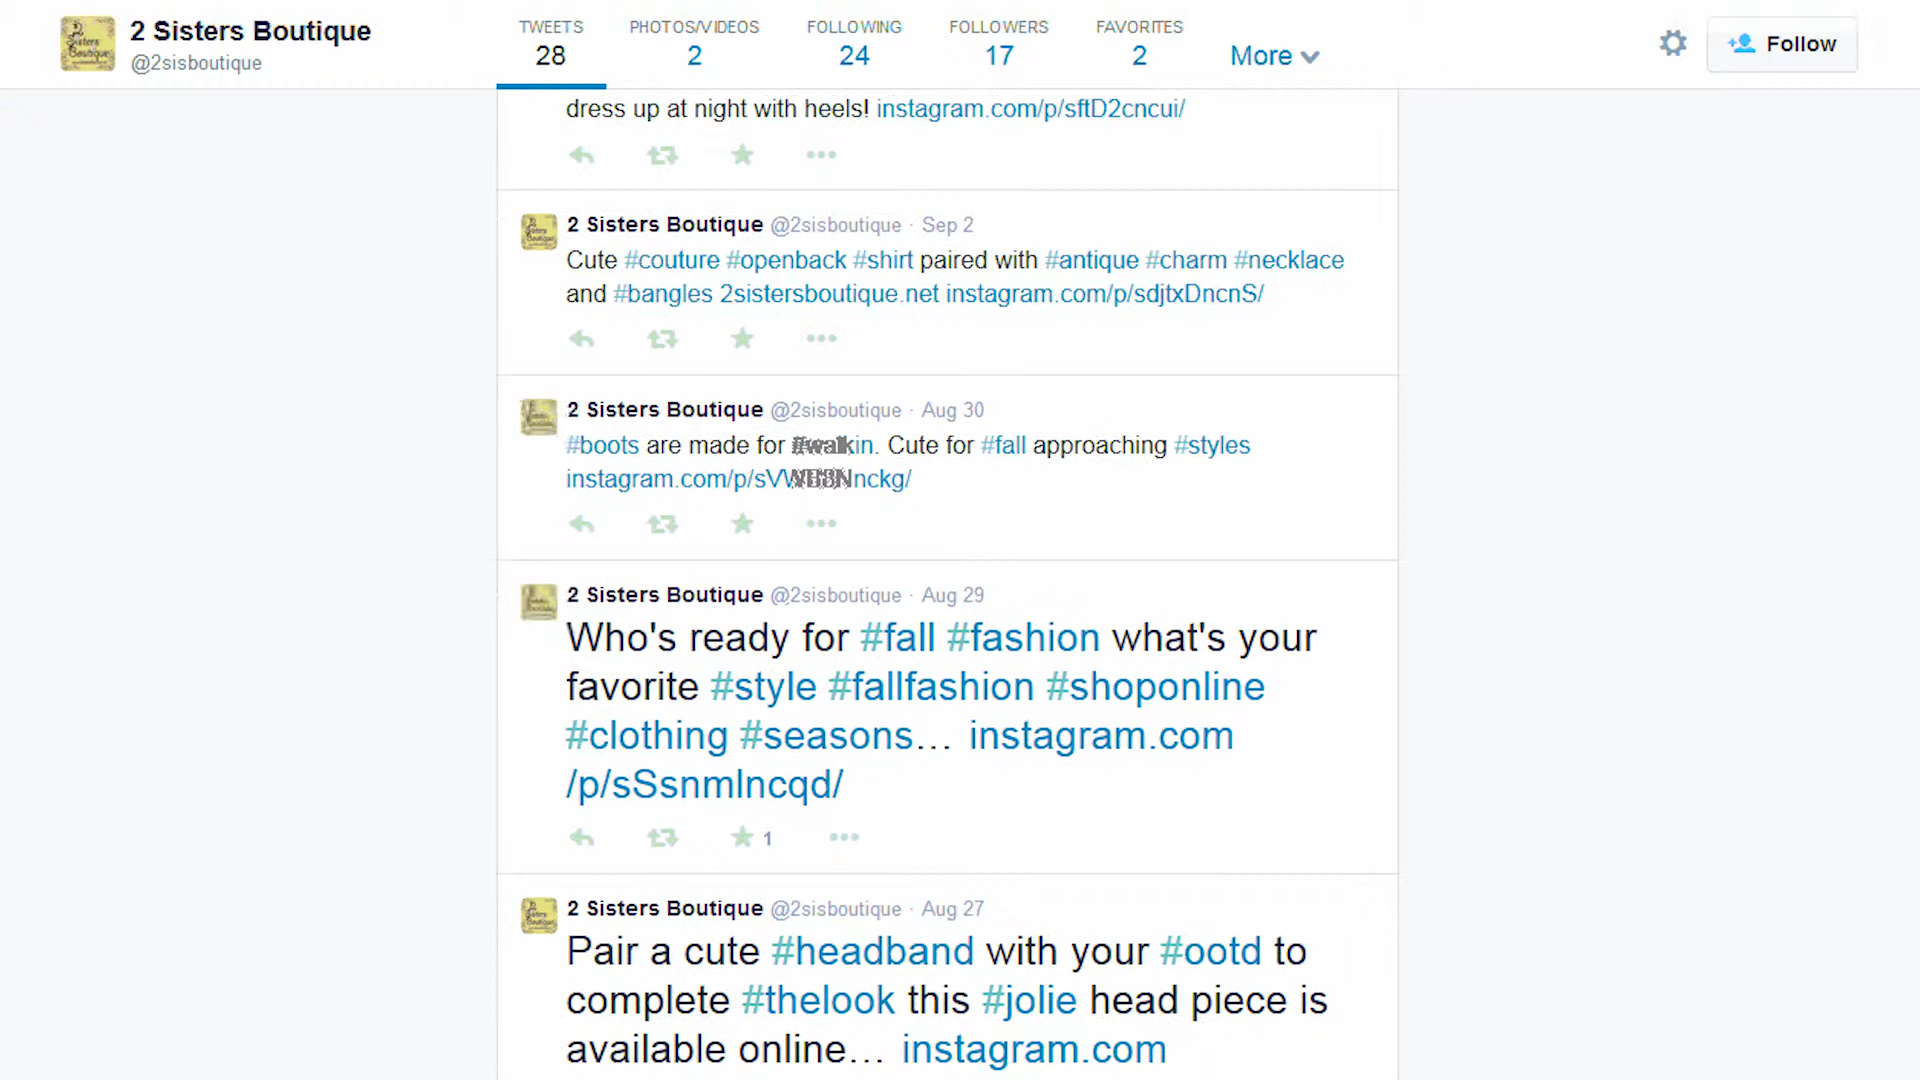 2 Sisters Boutique
@2sisboutique
TWEETS
28
PHOTOS/VIDEOS
2
FOLLOWING
24
FOLLOWERS
17
FAVORITES
2
More
Follow
dress up at night with heels! instagram.com/p/sftD2cncui/
2 Sisters Boutique @2sisboutique · Sep 2
Cute #couture #openback #shirt paired with #antique #charm #necklace
and #bangles 2sistersboutique.net instagram.com/p/sdjtxDncnS/
2 Sisters Boutique @2sisboutique · Aug 30
#boots are made for #walkin. Cute for #fall approaching #styles
2 Sisters Boutique @2sisboutique · Aug 29
Who's ready for #fall #fashion what's your
favorite #style #fallfashion #shoponline
#clothing #seasons… instagram.com
/p/sSsnmlncqd/
1
2 Sisters Boutique @2sisboutique · Aug 27
Pair a cute #headband with your #ootd to
complete #thelook this #jolie head piece is
available online… instagram.com